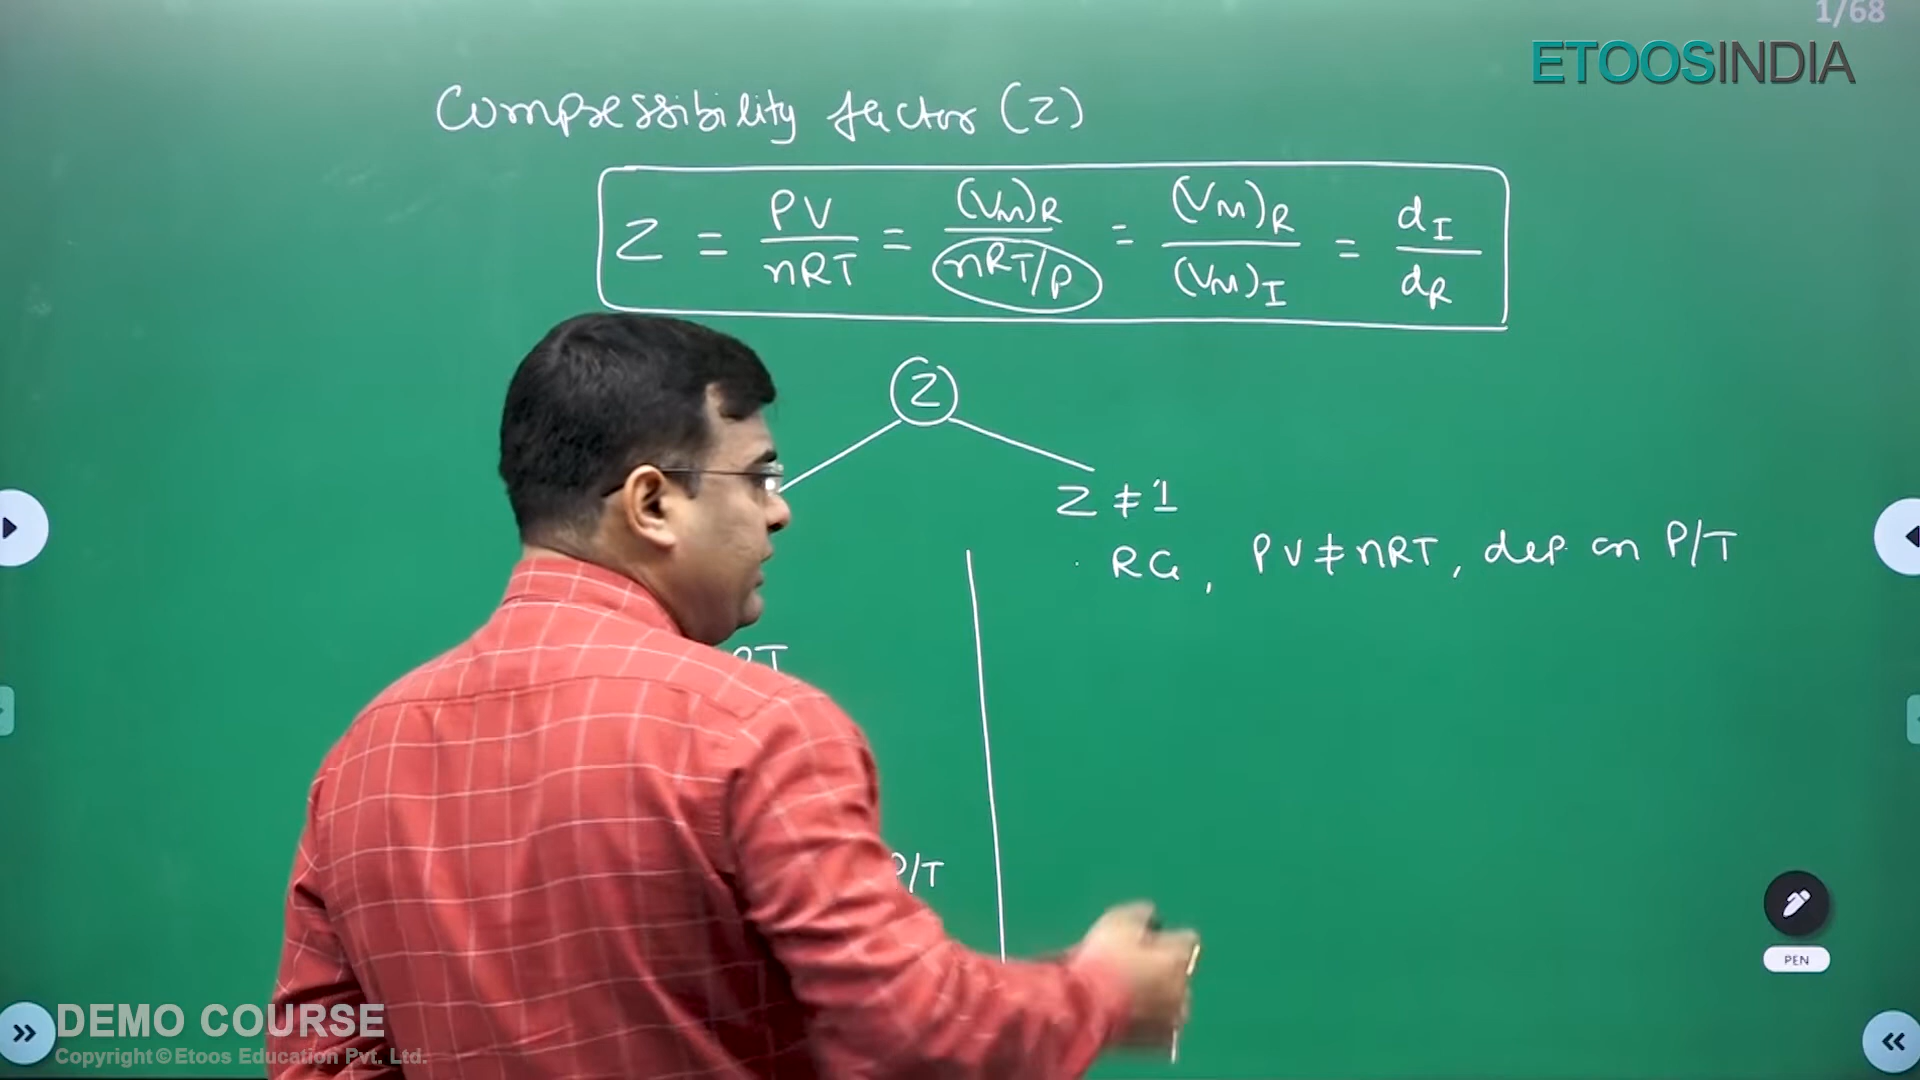 1/68
ETOOSINDIA
Compressibility factor (Z)
Z = PV/nRT = (VM)R/(nRT/P) = (VM)R/(VM)I = dI/dR
Z
Z ≠ 1
RG, PV ≠ nRT, dep. on P/T
RT
P/T
PEN
DEMO COURSE
Copyright © Etoos Education Pvt. Ltd.